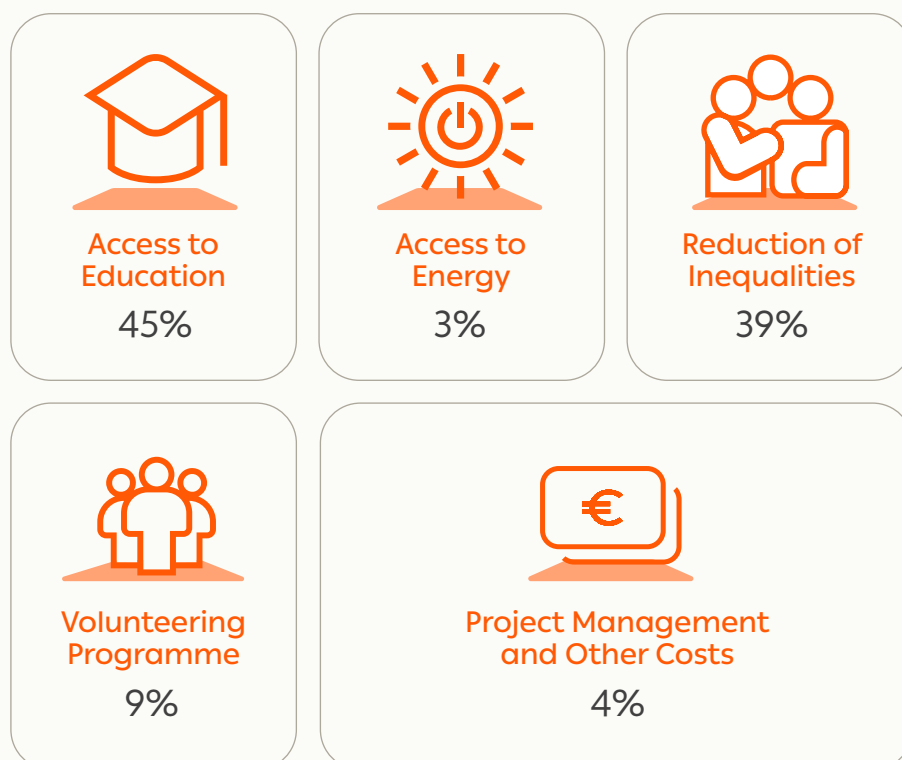 Access to
Education
45%
Access to
Energy
3%
Reduction of
Inequalities
39%
€
Volunteering
Programme
9%
Project Management
and Other Costs
4%